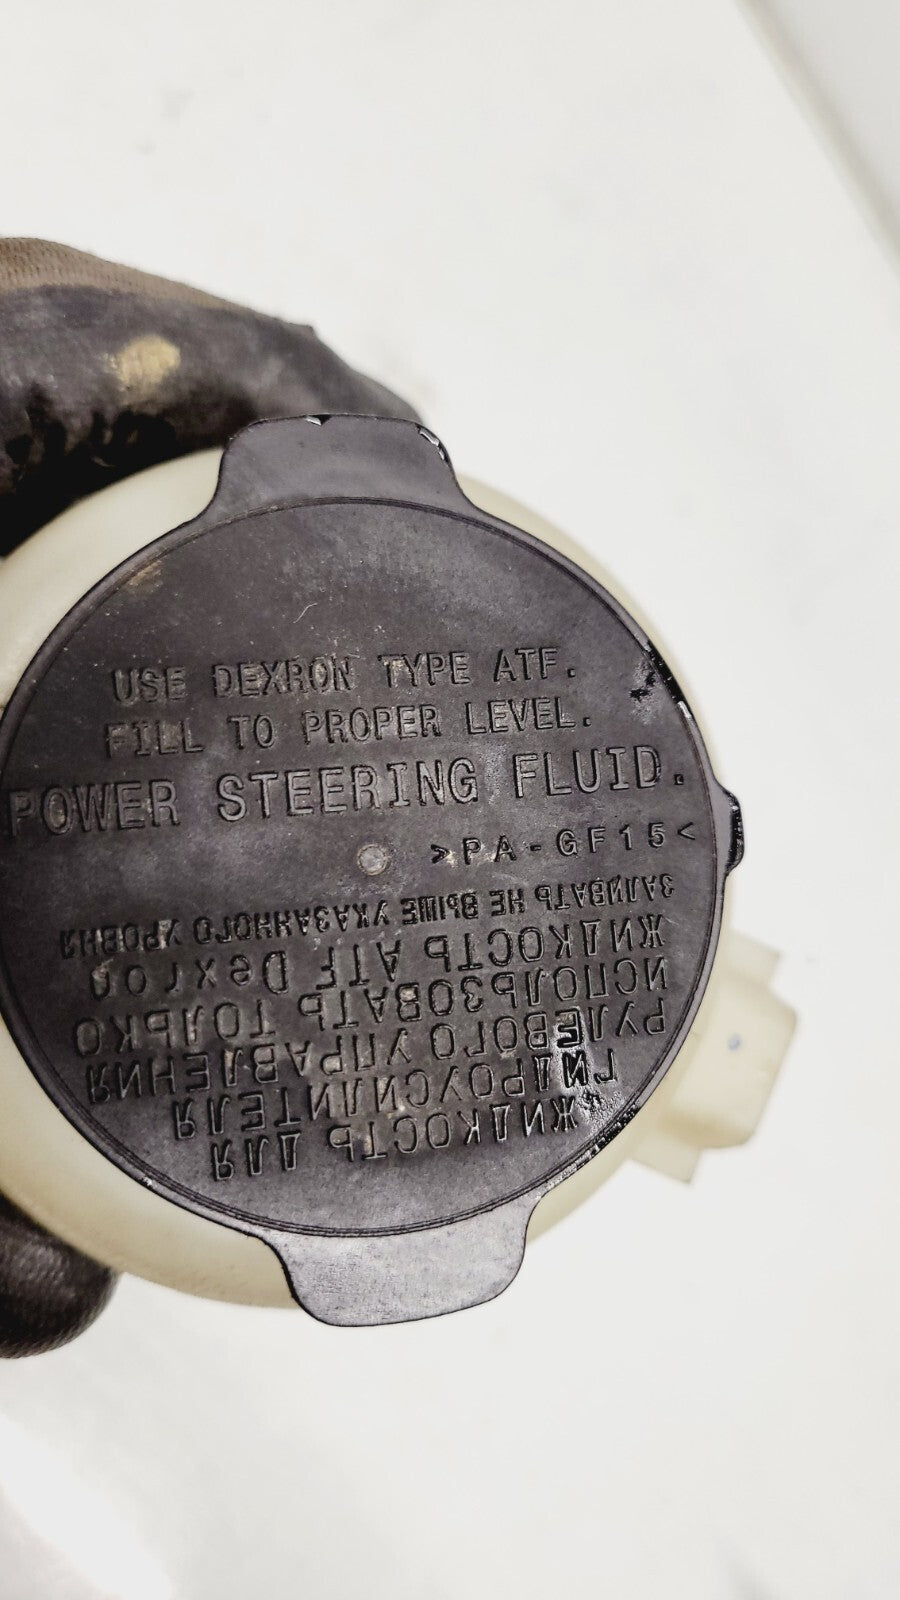 USE DEXRON TYPE ATF.
FILL TO PROPER LEVEL.
POWER STEERING FLUID.
>PA-GF15<
ЖИДКОСТЬ ДЛЯ
ГИДРОУСИЛИТЕЛЯ
РУЛЕВОГО УПРАВЛЕНИЯ
ИСПОЛЬЗОВАТЬ ТОЛЬКО
ЖИДКОСТЬ ATF Dexron
ЗАЛИВАТЬ НЕ ВЫШЕ УКАЗАННОГО УРОВНЯ